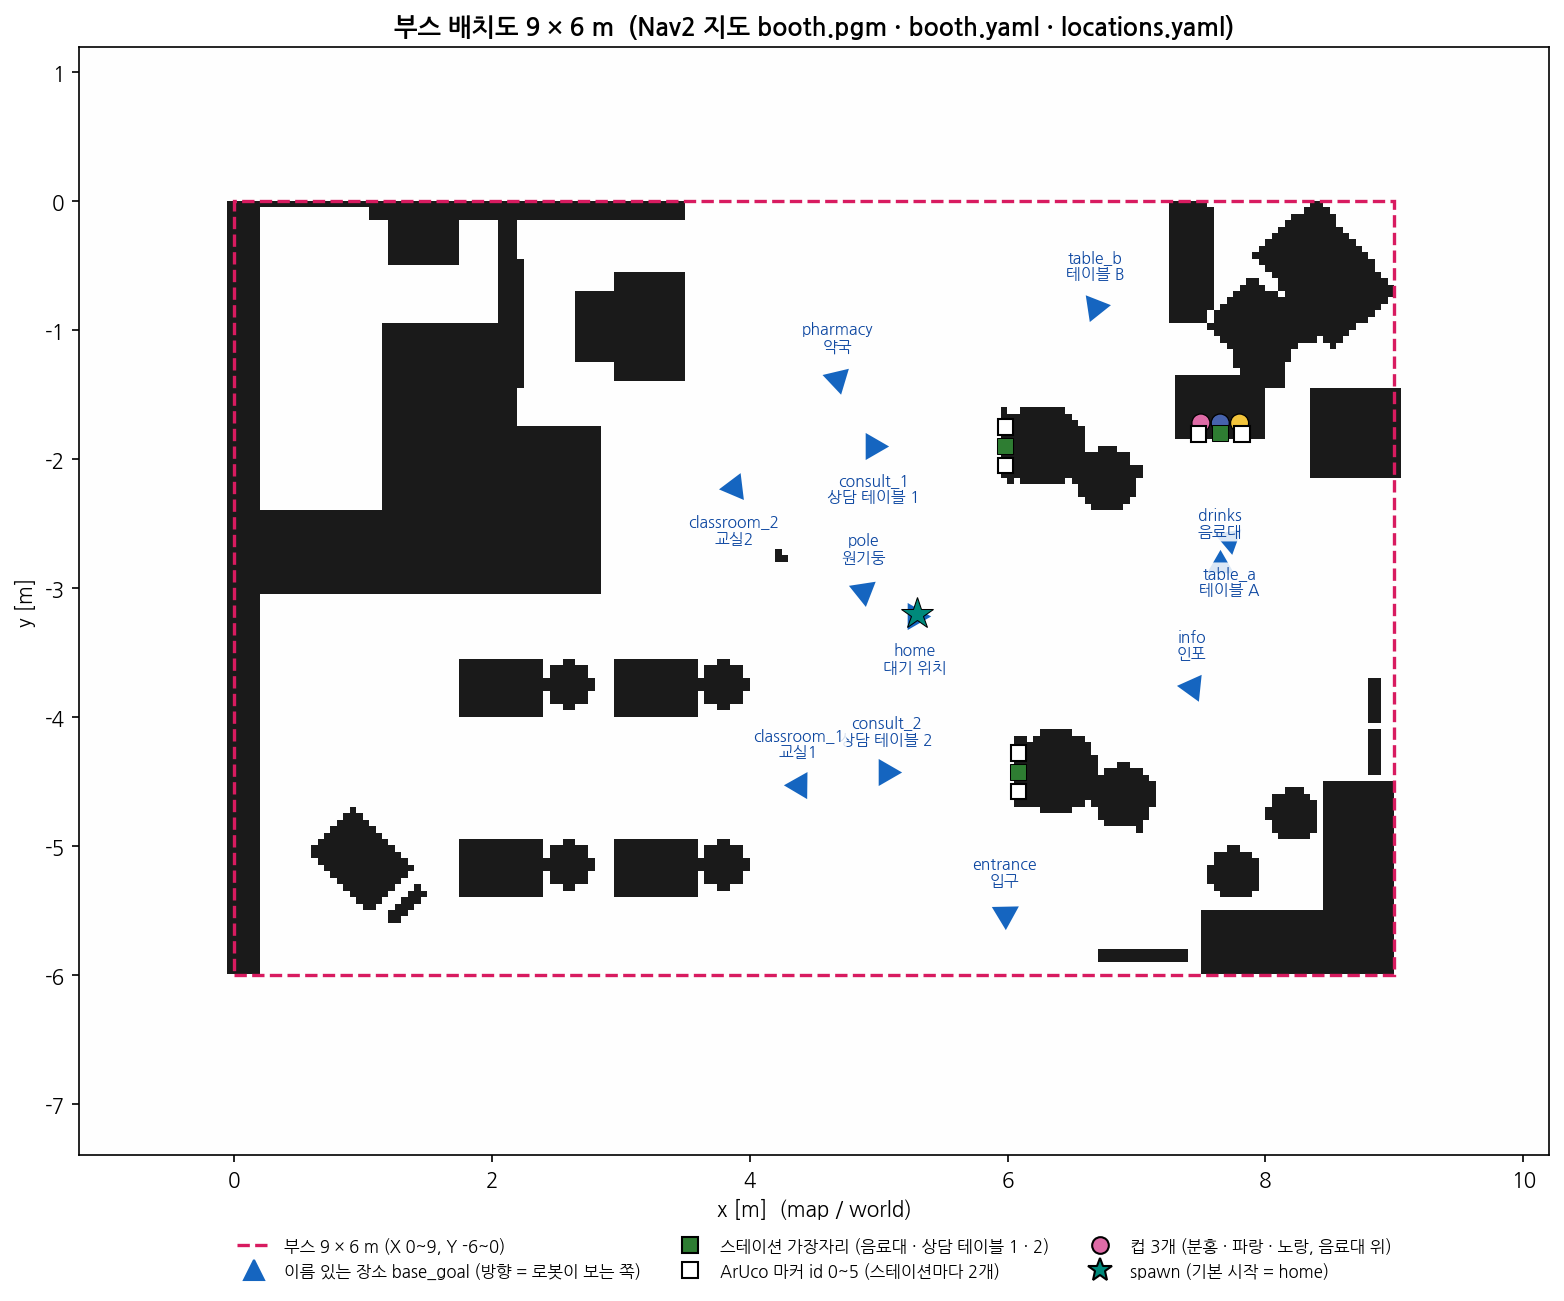 부스 배치도 9 × 6 m (Nav2 지도 booth.pgm · booth.yaml · locations.yaml)
1
0
-1
-2
-3
-4
-5
-6
-7
y [m]
table_b
테이블 B
pharmacy
약국
consult_1
상담 테이블 1
classroom_2
교실2
pole
원기둥
drinks
음료대
table_a
테이블 A
home
대기 위치
info
인포
classroom_1
교실1
consult_2
상담 테이블 2
entrance
입구
0
2
4
6
8
10
x [m] (map / world)
부스 9 × 6 m (X 0~9, Y -6~0)
이름 있는 장소 base_goal (방향 = 로봇이 보는 쪽)
스테이션 가장자리 (음료대 · 상담 테이블 1 · 2)
ArUco 마커 id 0~5 (스테이션마다 2개)
컵 3개 (분홍 · 파랑 · 노랑, 음료대 위)
spawn (기본 시작 = home)